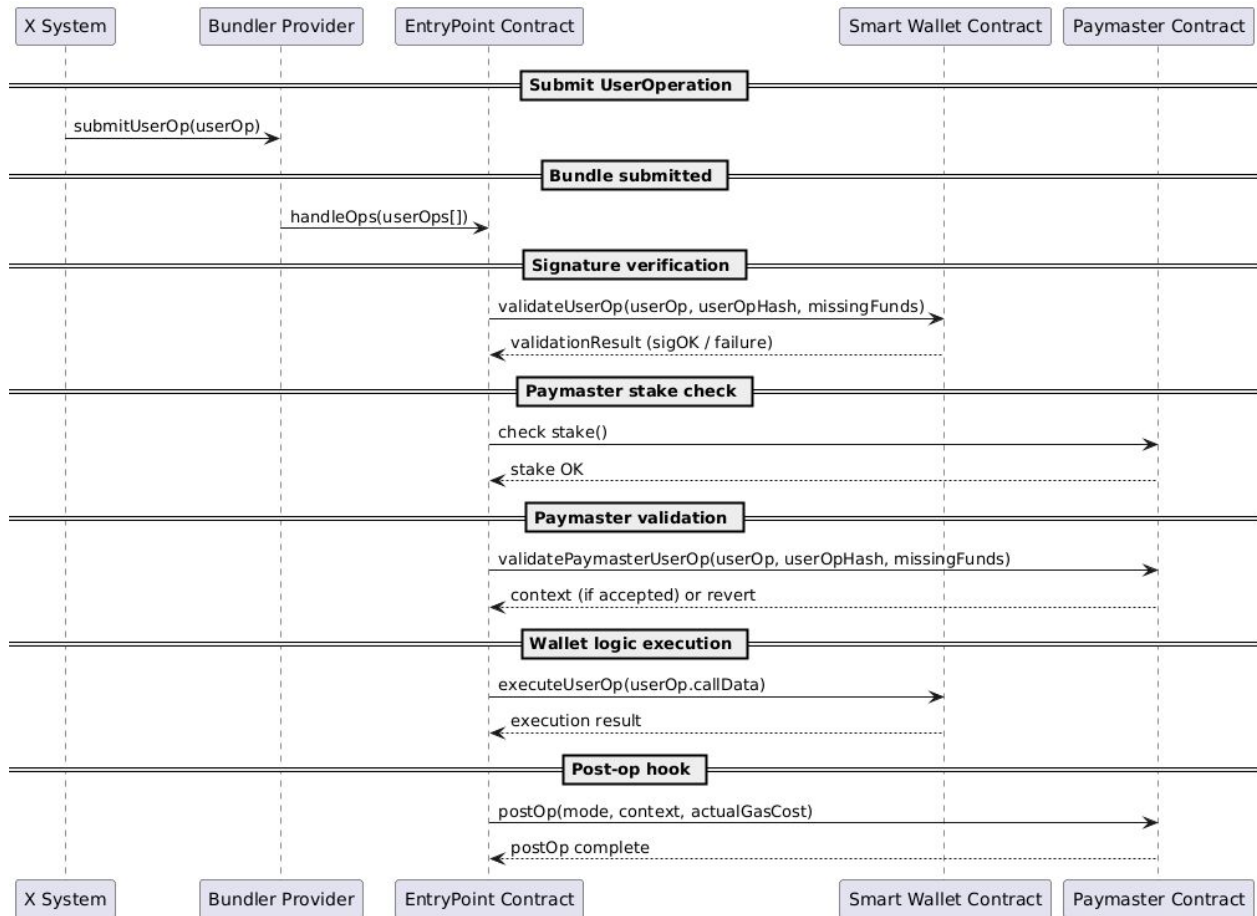 X System Bundler Provider EntryPoint Contract Smart Wallet Contract Paymaster Contract
Submit UserOperation
submitUserOp(userOp)
Bundle submitted
handleOps(userOps[])
Signature verification
validateUserOp(userOp, userOpHash, missingFunds)
validationResult (sigOK / failure)
Paymaster stake check
check stake()
stake OK
Paymaster validation
validatePaymasterUserOp(userOp, userOpHash, missingFunds)
context (if accepted) or revert
Wallet logic execution
executeUserOp(userOp.callData)
execution result
Post-op hook
postOp(mode, context, actualGasCost)
postOp complete
X System Bundler Provider EntryPoint Contract Smart Wallet Contract Paymaster Contract